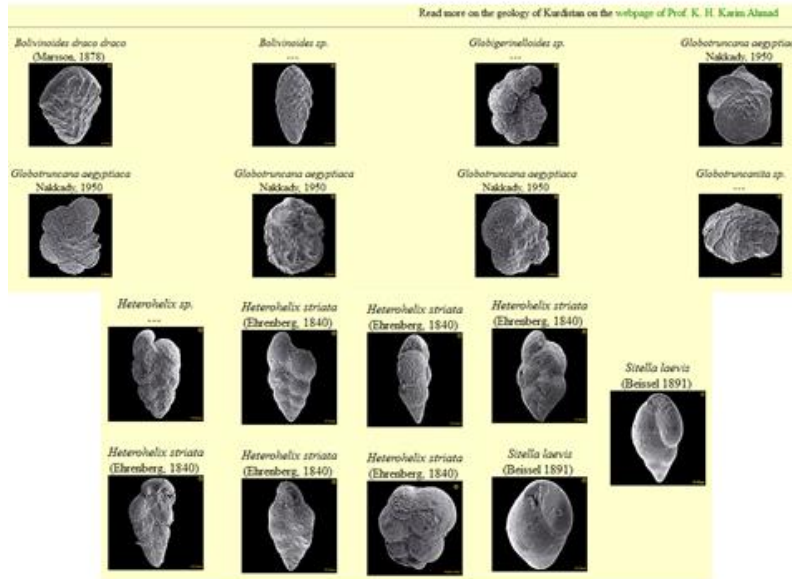 Read more on the geology of Kurdistan on the webpage of Prof. K. H. Karim Ahmad
Bolivinoides draco draco
(Marsson, 1878)
Bolivinoides sp.
---
Globigerinelloides sp.
---
Globotruncana aegyptiac
Nakkady, 1950
Globotruncana aegyptiaca
Nakkady, 1950
Globotruncana aegyptiaca
Nakkady, 1950
Globotruncana aegyptiaca
Nakkady, 1950
Globotruncanita sp.
---
Heterohelix sp.
---
Heterohelix striata
(Ehrenberg, 1840)
Heterohelix striata
(Ehrenberg, 1840)
Heterohelix striata
(Ehrenberg, 1840)
Sitella laevis
(Beissel 1891)
Heterohelix striata
(Ehrenberg, 1840)
Heterohelix striata
(Ehrenberg, 1840)
Heterohelix striata
(Ehrenberg, 1840)
Sitella laevis
(Beissel 1891)